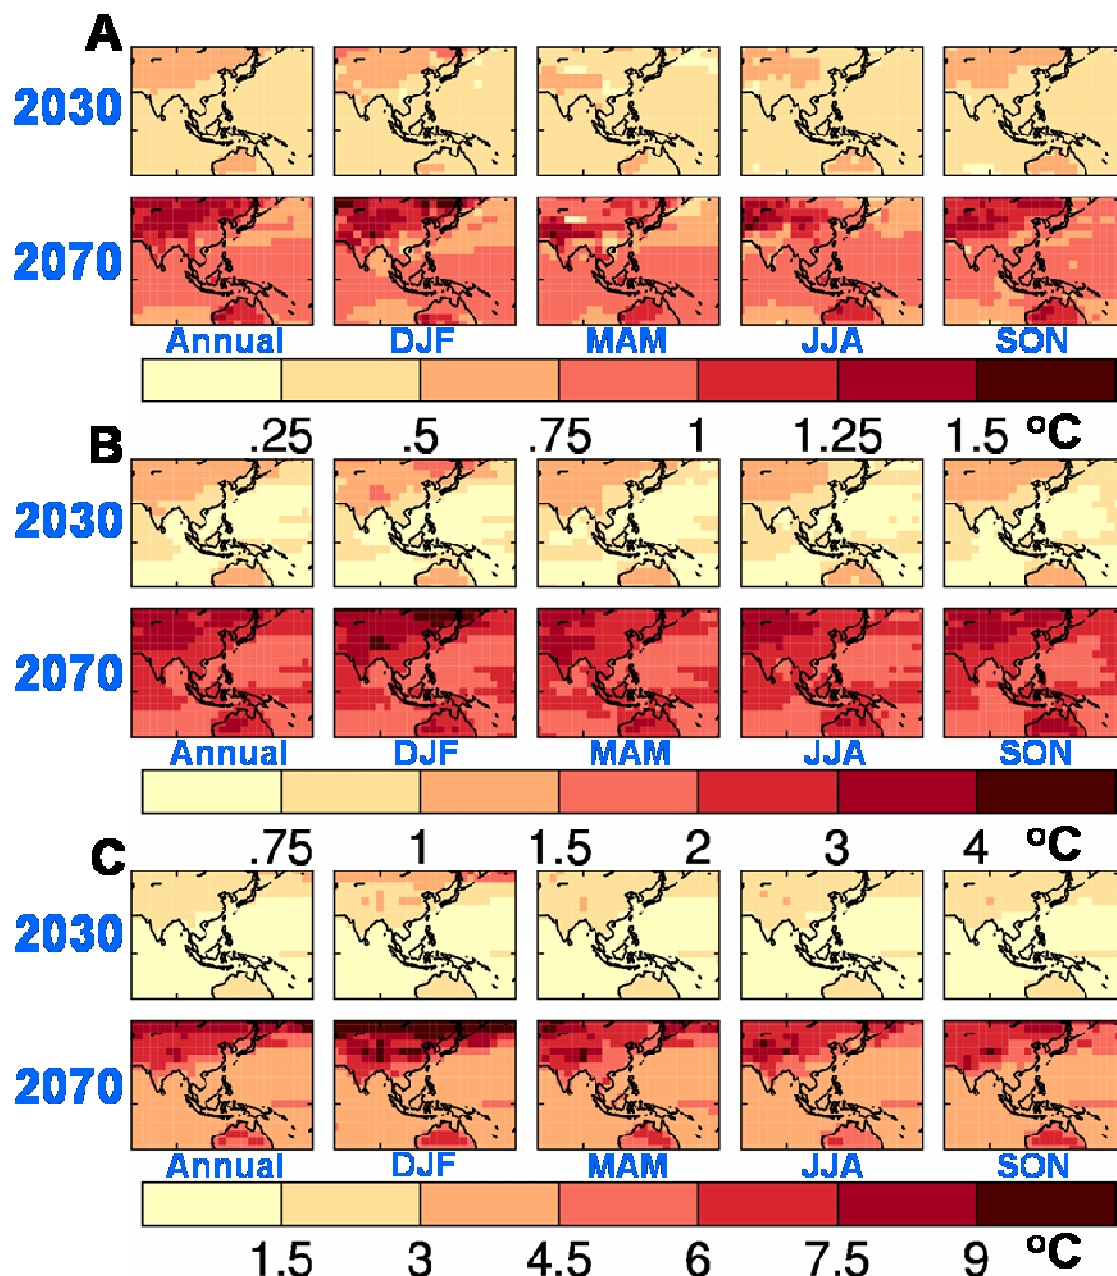 A
2030
2070
Annual DJF MAM JJA SON
.25 .5 .75 1 1.25 1.5 °C
B
2030
2070
Annual DJF MAM JJA SON
.75 1 1.5 2 3 4 °C
C
2030
2070
Annual DJF MAM JJA SON
1.5 3 4.5 6 7.5 9 °C